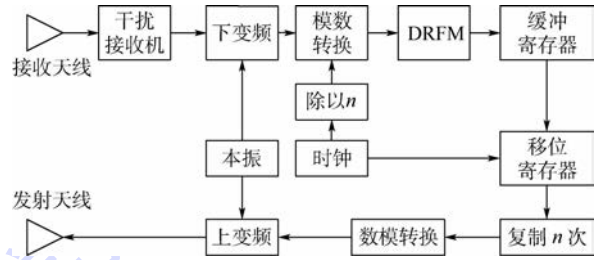 干扰
接收机
下变频
模数
转换
DRFM
缓冲
寄存器
接收天线
除以n
本振
时钟
移位
寄存器
发射天线
上变频
数模转换
复制 n 次